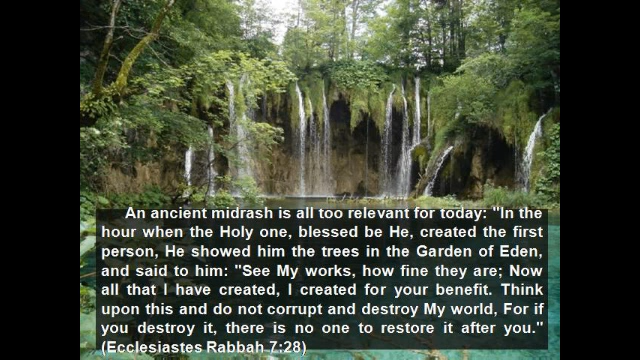 An ancient midrash is all too relevant for today: "In the
hour when the Holy one, blessed be He, created the first
person, He showed him the trees in the Garden of Eden,
and said to him: "See My works, how fine they are; Now
all that I have created, I created for your benefit. Think
upon this and do not corrupt and destroy My world, For if
you destroy it, there is no one to restore it after you."
(Ecclesiastes Rabbah 7:28)